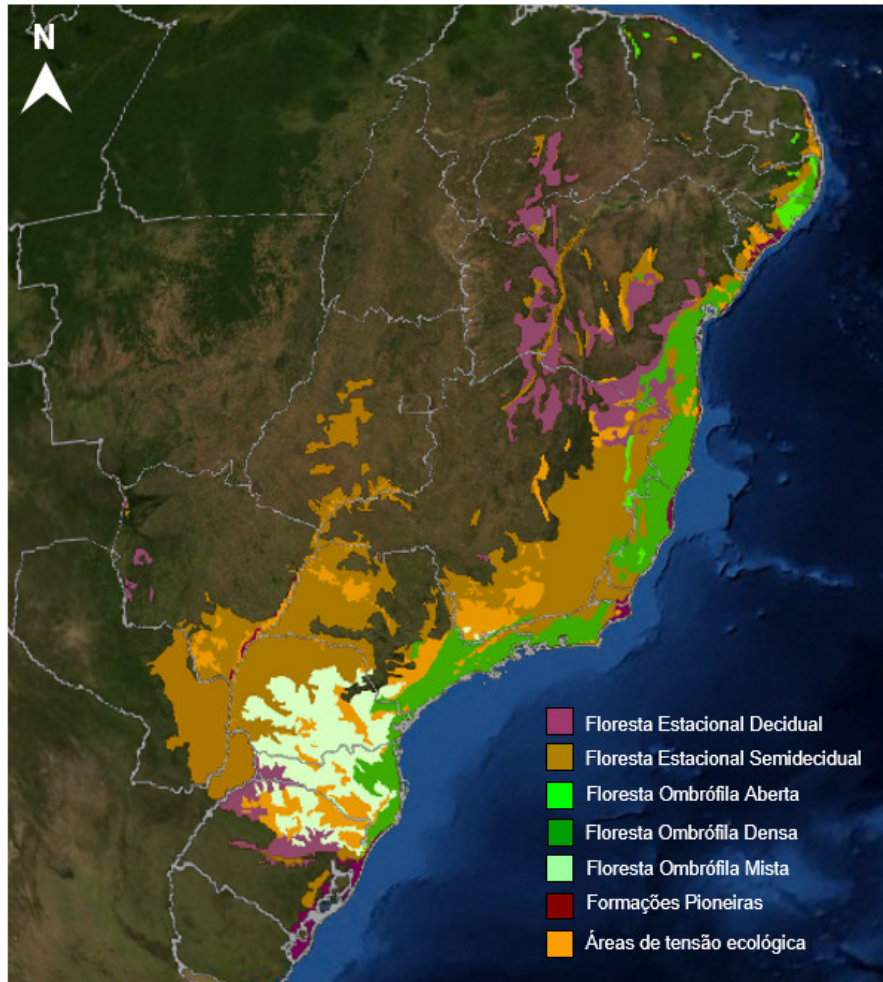 N
Floresta Estacional Decidual
Floresta Estacional Semidecidual
Floresta Ombrófila Aberta
Floresta Ombrófila Densa
Floresta Ombrófila Mista
Formações Pioneiras
Áreas de tensão ecológica